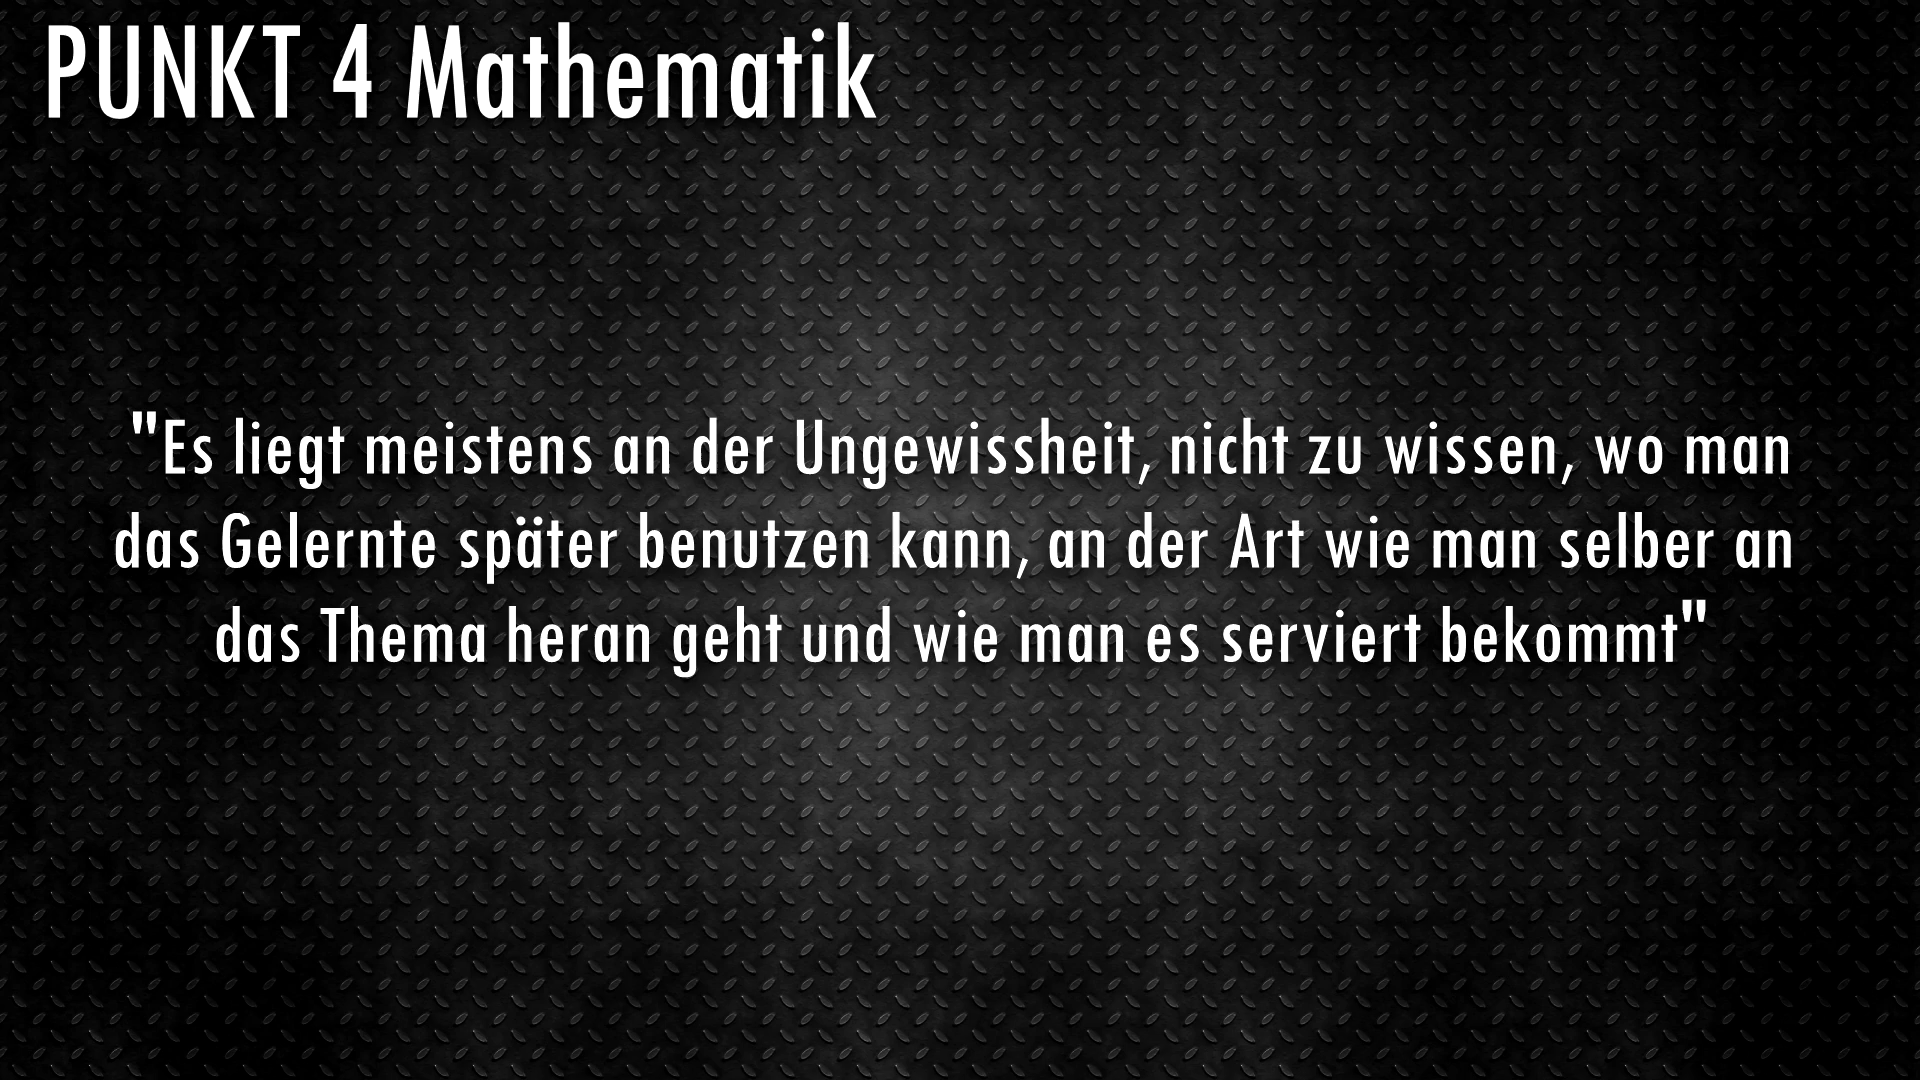 PUNKT 4 Mathematik
"Es liegt meistens an der Ungewissheit, nicht zu wissen, wo man
das Gelernte später benutzen kann, an der Art wie man selber an
das Thema heran geht und wie man es serviert bekommt"